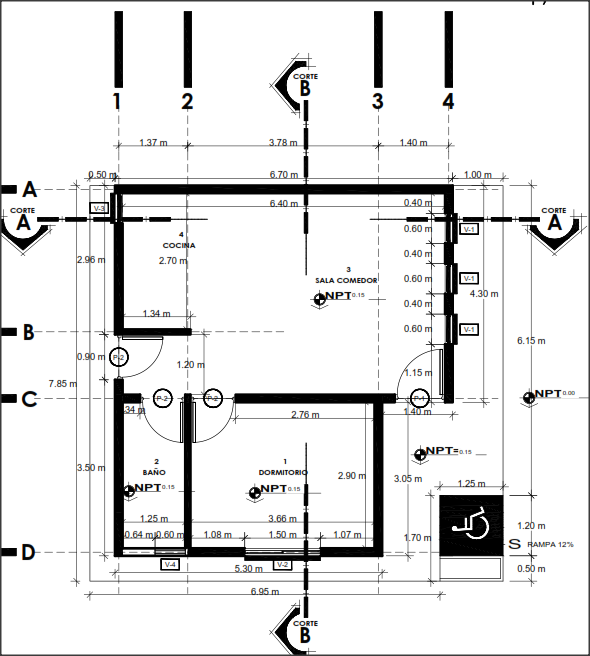 CORTE
B
1
2
3
4
1.37 m
3.78 m
1.40 m
0.50 m
6.70 m
1.00 m
A
6.40 m
0.40 m
V-3
CORTE
A
CORTE
A
0.60 m
V-1
4
COCINA
2.96 m
2.70 m
0.40 m
3
SALA COMEDOR
0.60 m
V-1
4.30 m
NPT 0.15
0.40 m
1.34 m
0.60 m
V-1
B
6.15 m
0.90 m
P-2
1.20 m
1.15 m
7.85 m
C
P-2
P-2
P-1
NPT 0.00
34 m
2.76 m
1.40 m
NPT= 0.15
2
BAÑO
1
DORMITORIO
3.50 m
2.90 m
3.05 m
1.25 m
NPT 0.15
NPT 0.15
1.25 m
3.66 m
1.20 m
0.64 m
0.60 m
1.08 m
1.50 m
1.07 m
1.70 m
S RAMPA 12%
D
V-4
V-2
5.30 m
0.50 m
6.95 m
CORTE
B